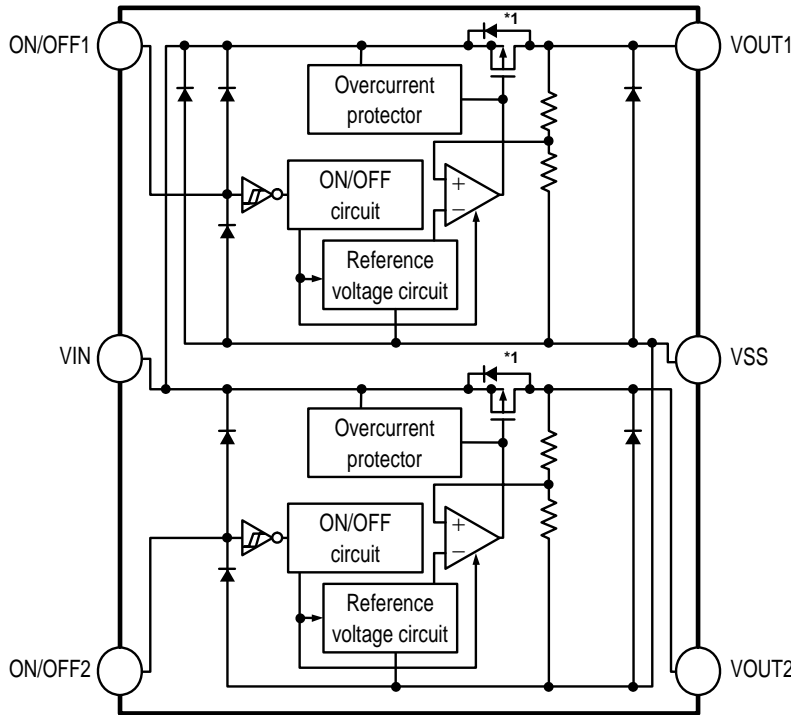 *1
ON/OFF1
VOUT1
Overcurrent
protector
ON/OFF
circuit
+
−
Reference
voltage circuit
VIN
VSS
*1
Overcurrent
protector
ON/OFF
circuit
+
−
Reference
voltage circuit
ON/OFF2
VOUT2